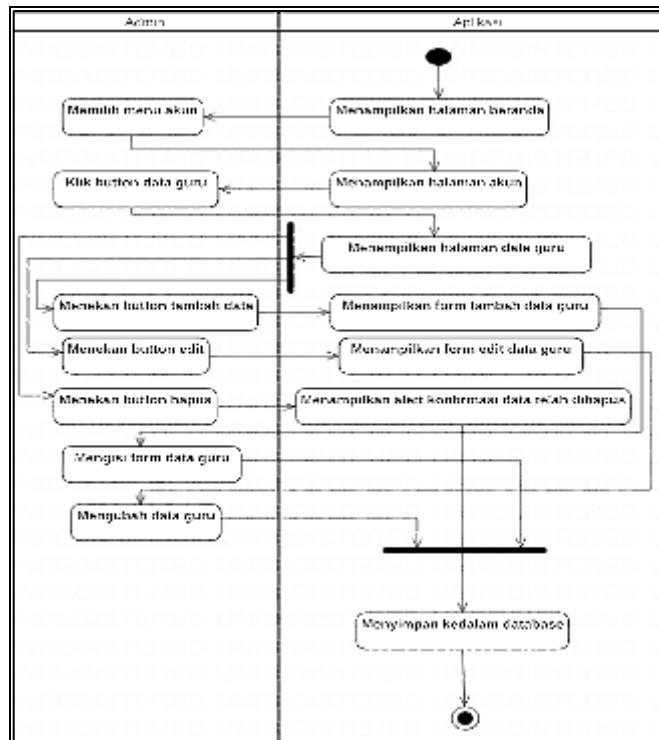 Admin
Aplikasi
Menampilkan halaman beranda
Memilih menu akun
Menampilkan halaman akun
Klik button data guru
Menampilkan halaman data guru
Menekan button tambah data
Menampilkan form tambah data guru
Menekan button edit
Menampilkan form edit data guru
Menekan button hapus
Menampilkan alert konfirmasi data telah dihapus
Mengisi form data guru
Mengubah data guru
Menyimpan kedalam database
UNREGISTERED